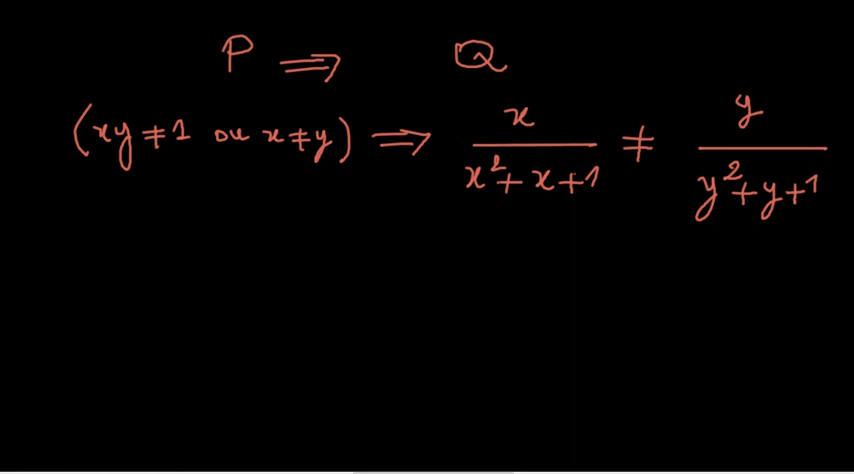 P ⟹ Q
(xy ≠ 1 ou x ≠ y) ⟹ x/(x²+x+1) ≠ y/(y²+y+1)